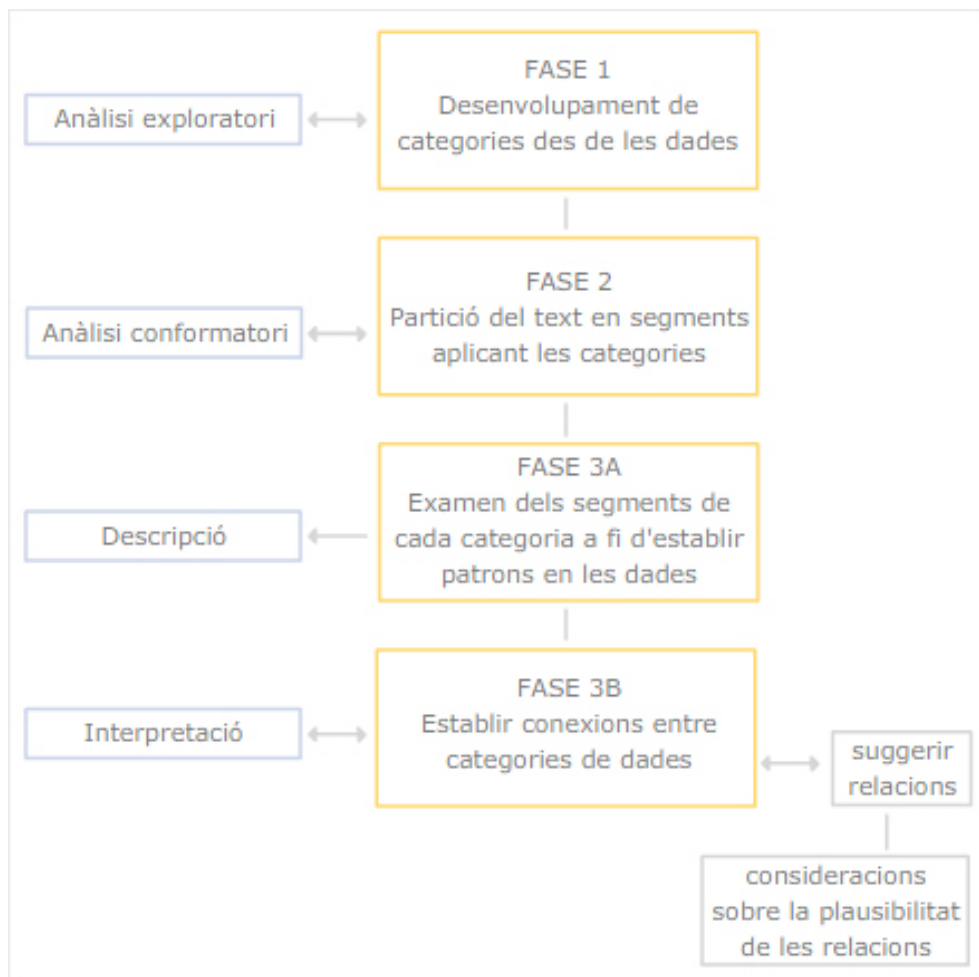 FASE 1
Desenvolupament de
categories des de les dades
Anàlisi exploratori
FASE 2
Partició del text en segments
aplicant les categories
Anàlisi conformatori
FASE 3A
Examen dels segments de
cada categoria a fi d'establir
patrons en les dades
Descripció
FASE 3B
Establir conexions entre
categories de dades
Interpretació
suggerir
relacions
consideracions
sobre la plausibilitat
de les relacions